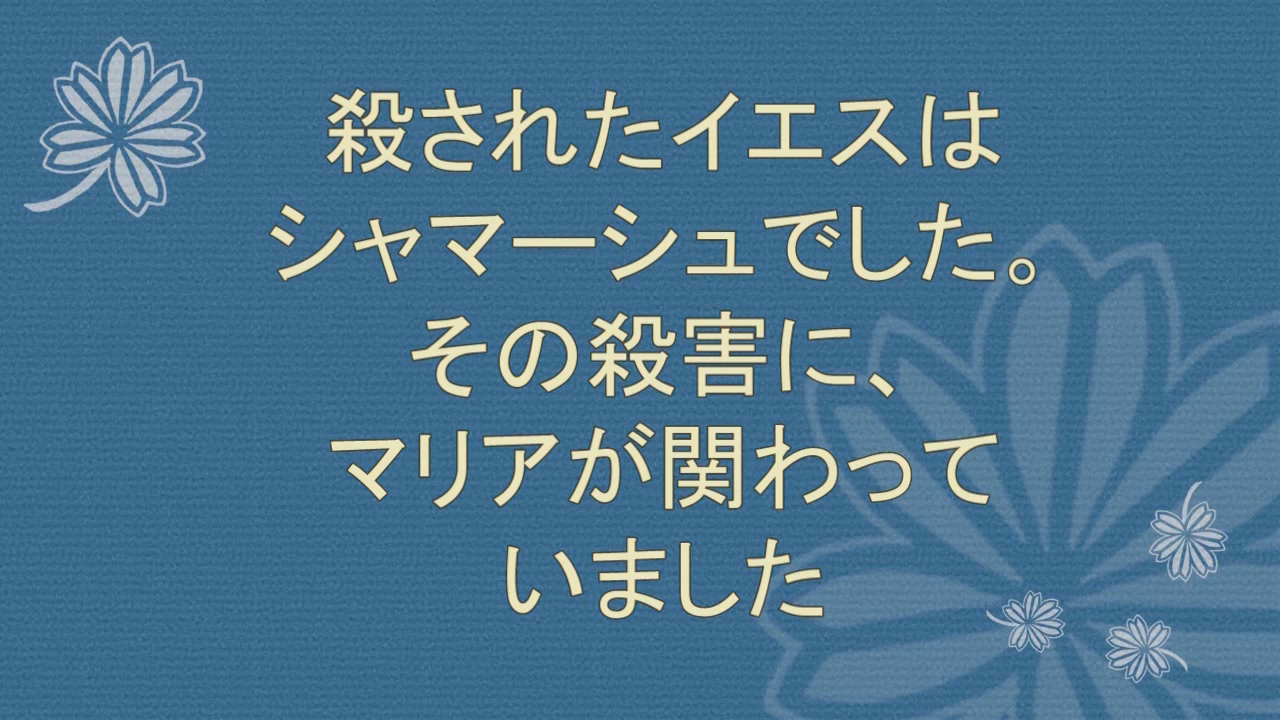 殺されたイエスは
シャマーシュでした。
その殺害に、
マリアが関わって
いました